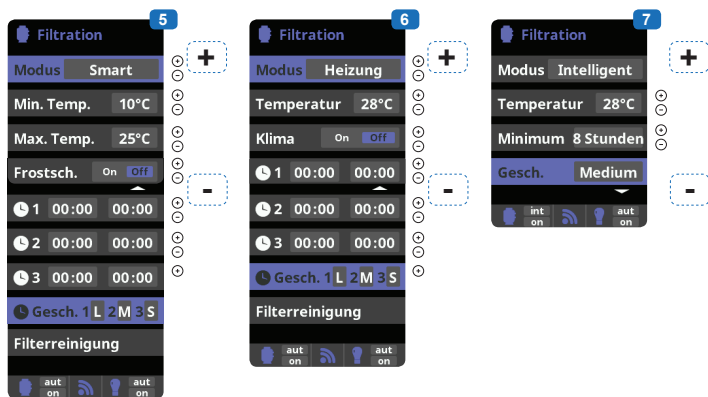 5
Filtration
Modus Smart
Min. Temp. 10°C
Max. Temp. 25°C
Frostsch. On Off
1 00:00 00:00
2 00:00 00:00
3 00:00 00:00
Gesch. 1 L 2 M 3 S
Filterreinigung
aut on aut on
+
-
6
Filtration
Modus Heizung
Temperatur 28°C
Klima On Off
1 00:00 00:00
2 00:00 00:00
3 00:00 00:00
Gesch. 1 L 2 M 3 S
Filterreinigung
aut on aut on
+
-
7
Filtration
Modus Intelligent
Temperatur 28°C
Minimum 8 Stunden
Gesch. Medium
int on aut on
+
-